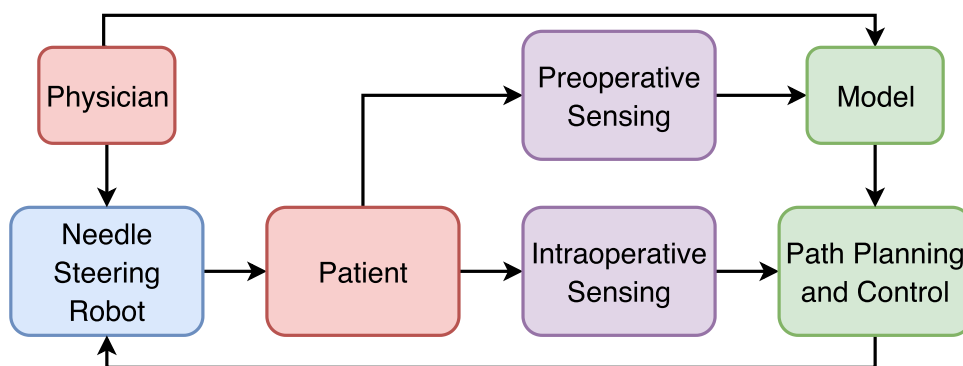 Physician
Preoperative
Sensing
Model
Needle
Steering
Robot
Patient
Intraoperative
Sensing
Path Planning
and Control